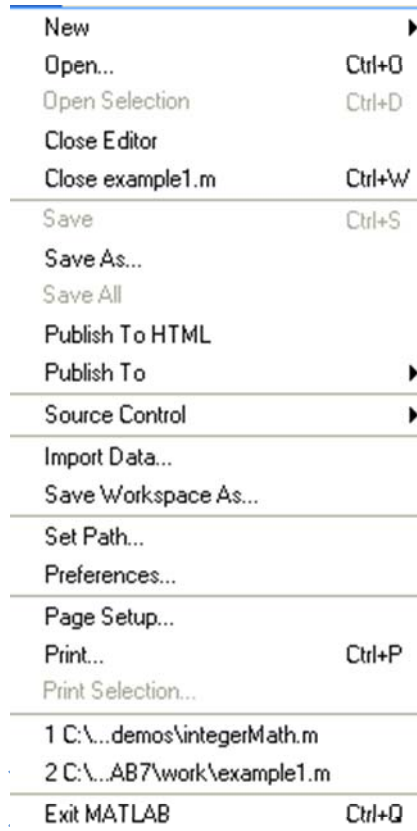 New
Open... Ctrl+O
Open Selection Ctrl+D
Close Editor
Close example1.m Ctrl+W
Save Ctrl+S
Save As...
Save All
Publish To HTML
Publish To
Source Control
Import Data...
Save Workspace As...
Set Path...
Preferences...
Page Setup...
Print... Ctrl+P
Print Selection...
1 C:\...demos\integerMath.m
2 C:\...AB7\work\example1.m
Exit MATLAB Ctrl+Q